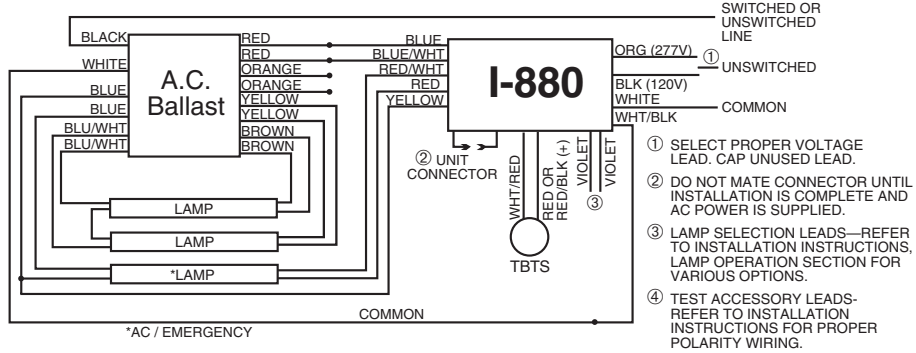 SWITCHED OR
UNSWITCHED
LINE
BLACK
WHITE
BLUE
BLUE
BLU/WHT
BLU/WHT
A.C.
Ballast
RED
RED
ORANGE
ORANGE
YELLOW
YELLOW
BROWN
BROWN
BLUE
BLUE/WHT
RED/WHT
RED
YELLOW
I-880
ORG (277V)
①
UNSWITCHED
BLK (120V)
WHITE
COMMON
WHT/BLK
② UNIT
CONNECTOR
WHT/RED
RED OR
RED/BLK (+)
VIOLET
VIOLET
③
TBTS
LAMP
LAMP
*LAMP
COMMON
*AC / EMERGENCY
① SELECT PROPER VOLTAGE
LEAD. CAP UNUSED LEAD.
② DO NOT MATE CONNECTOR UNTIL
INSTALLATION IS COMPLETE AND
AC POWER IS SUPPLIED.
③ LAMP SELECTION LEADS—REFER
TO INSTALLATION INSTRUCTIONS,
LAMP OPERATION SECTION FOR
VARIOUS OPTIONS.
④ TEST ACCESSORY LEADS-
REFER TO INSTALLATION
INSTRUCTIONS FOR PROPER
POLARITY WIRING.